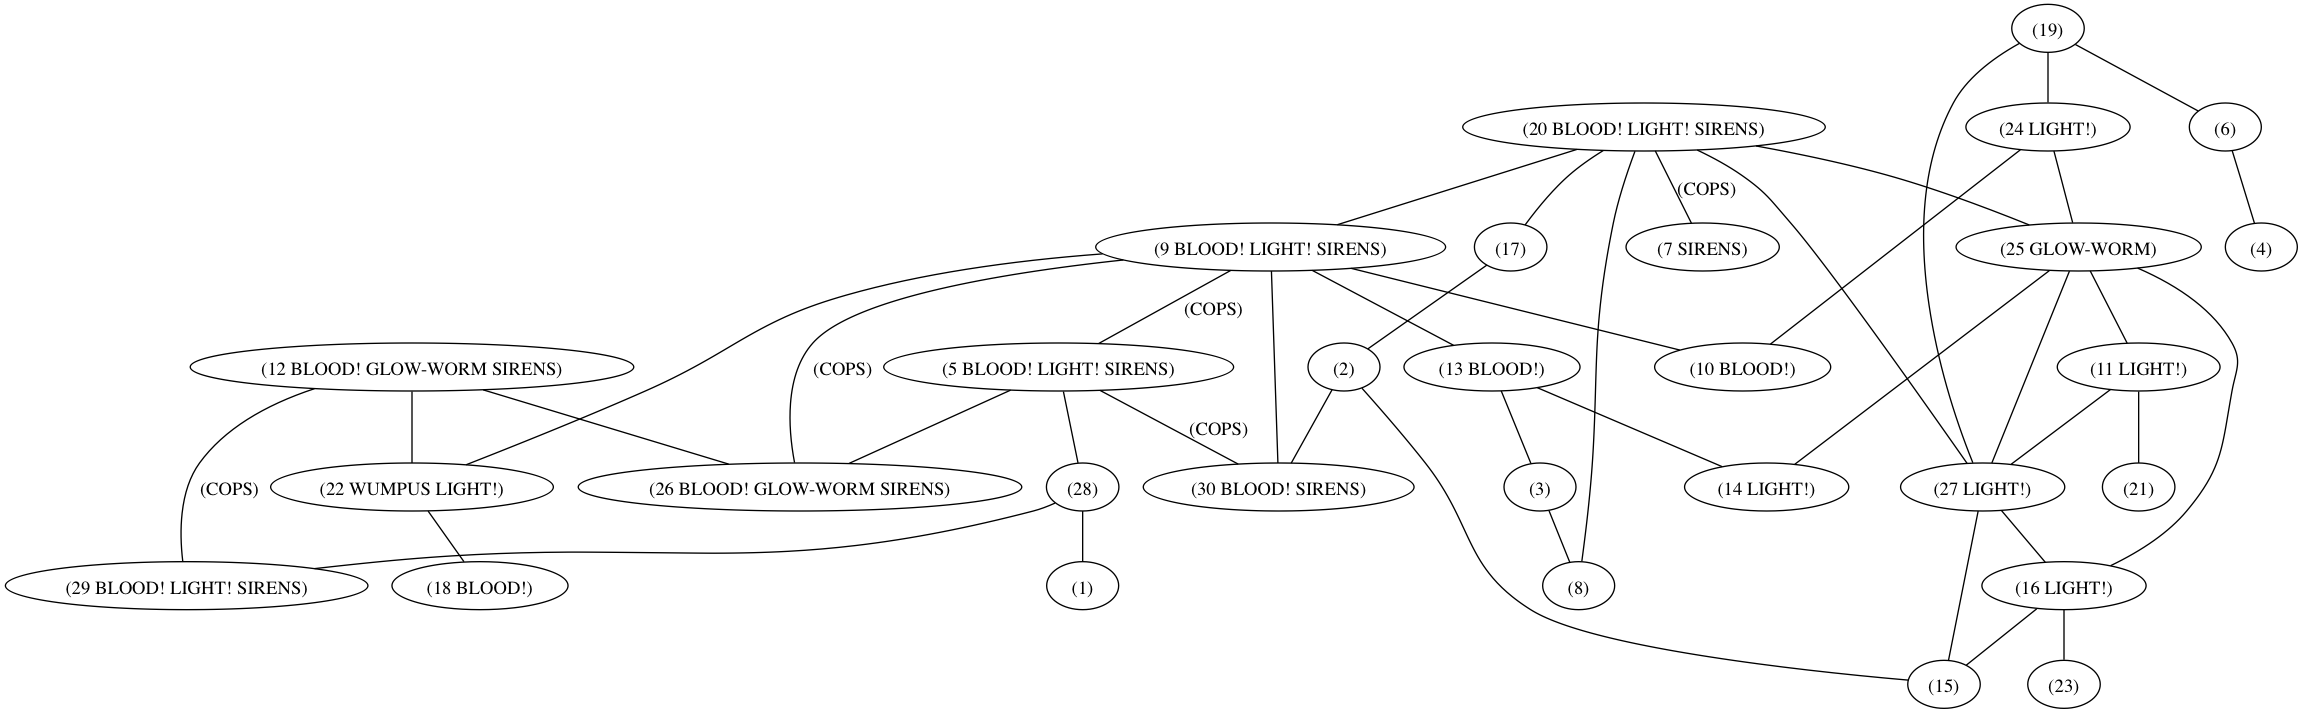 (19)
(20 BLOOD! LIGHT! SIRENS)
(24 LIGHT!)
(6)
(COPS)
(9 BLOOD! LIGHT! SIRENS)
(17)
(7 SIRENS)
(25 GLOW-WORM)
(4)
(COPS)
(COPS)
(12 BLOOD! GLOW-WORM SIRENS)
(5 BLOOD! LIGHT! SIRENS)
(2)
(13 BLOOD!)
(10 BLOOD!)
(11 LIGHT!)
(COPS)
(COPS)
(22 WUMPUS LIGHT!)
(26 BLOOD! GLOW-WORM SIRENS)
(28)
(30 BLOOD! SIRENS)
(3)
(14 LIGHT!)
(27 LIGHT!)
(21)
(29 BLOOD! LIGHT! SIRENS)
(18 BLOOD!)
(1)
(8)
(16 LIGHT!)
(15)
(23)